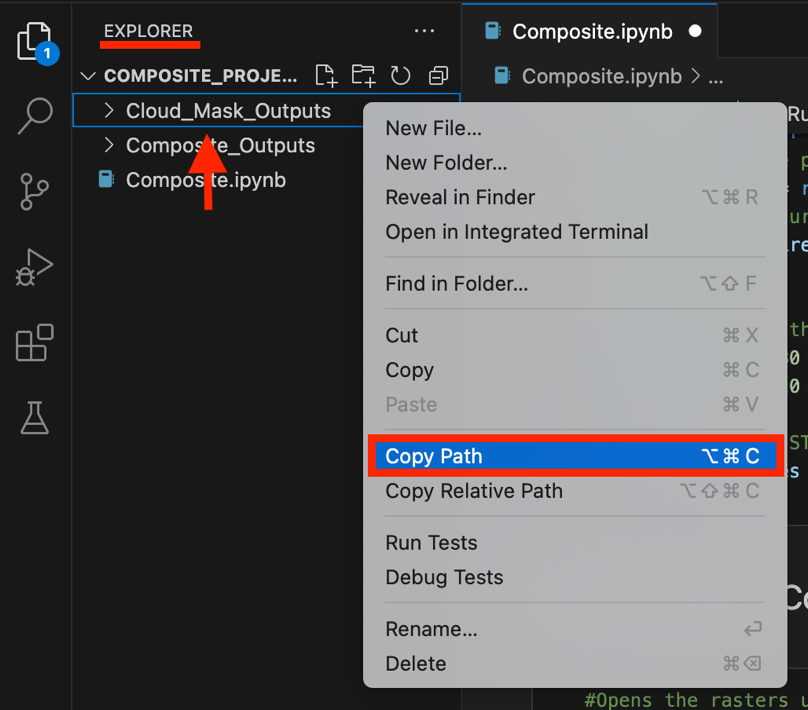 EXPLORER
...
Composite.ipynb
1
COMPOSITE_PROJE...
Composite.ipynb > ...
Cloud_Mask_Outputs
Composite_Outputs
Composite.ipynb
New File...
New Folder...
Reveal in Finder ⌥⌘R
Open in Integrated Terminal
Find in Folder... ⌥⇧F
Cut ⌘X
Copy ⌘C
Paste ⌘V
Copy Path ⌥⌘C
Copy Relative Path ⌥⇧⌘C
Run Tests
Debug Tests
Rename... ⏎
Delete ⌘⌫
#Opens the rasters